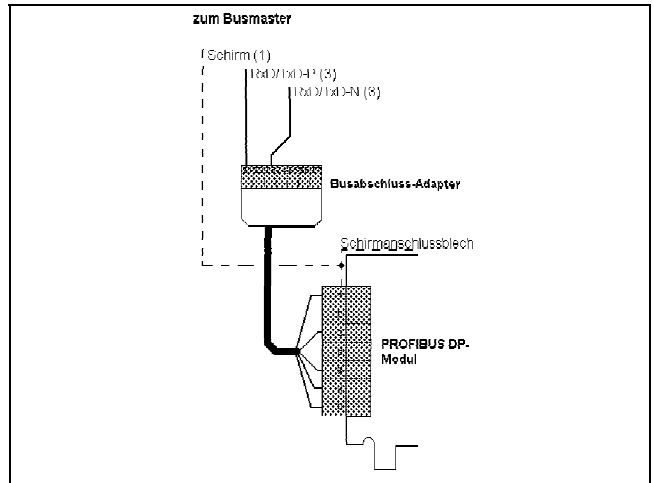 zum Busmaster
Schirm (1)
RxD/TxD-P (3)
RxD/TxD-N (8)
Busabschluss-Adapter
Schirmanschlussblech
PROFIBUS DP-
Modul